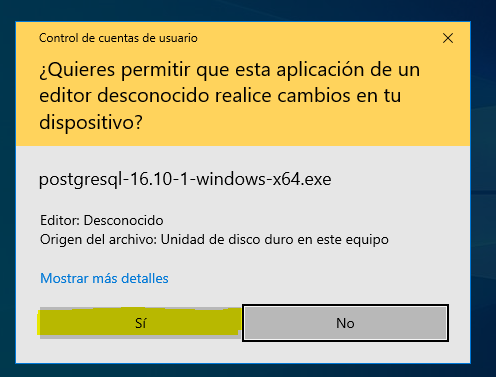 Control de cuentas de usuario
¿Quieres permitir que esta aplicación de un
editor desconocido realice cambios en tu
dispositivo?
postgresql-16.10-1-windows-x64.exe
Editor: Desconocido
Origen del archivo: Unidad de disco duro en este equipo
Mostrar más detalles
Sí
No